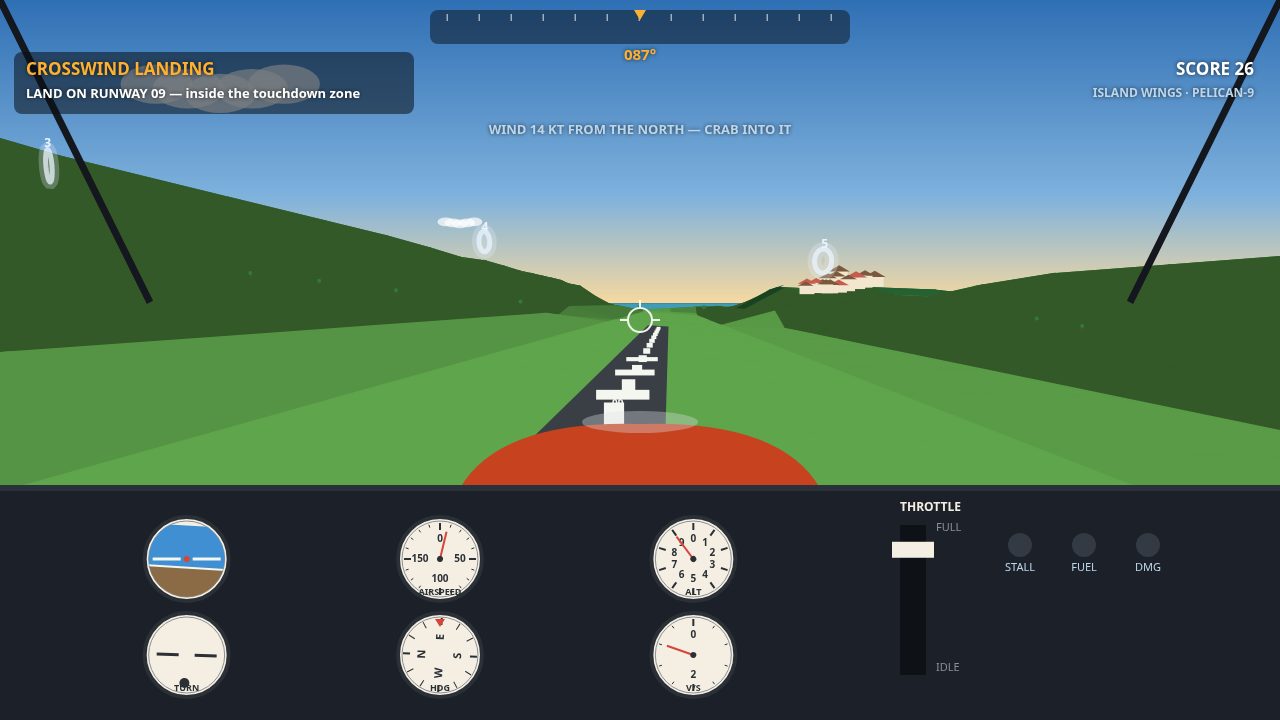 087°
CROSSWIND LANDING
LAND ON RUNWAY 09 — inside the touchdown zone
SCORE 26
ISLAND WINGS · PELICAN-9
WIND 14 KT FROM THE NORTH — CRAB INTO IT
3
4
5
09
THROTTLE
FULL
IDLE
STALL
FUEL
DMG
0
50
100
150
AIRSPEED
0
1
2
3
4
5
6
7
8
9
ALT
TURN
N
E
S
W
HDG
0
2
V/S